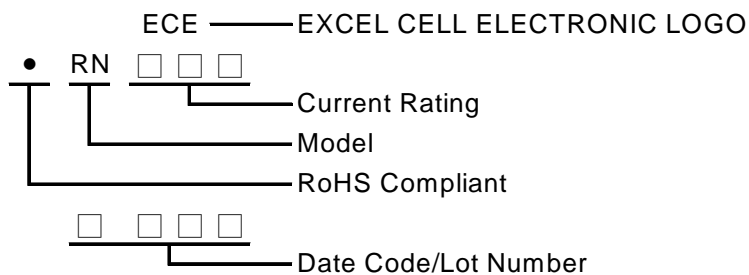 ECE EXCEL CELL ELECTRONIC LOGO
• RN □ □ □
Current Rating
Model
RoHS Compliant
□ □ □ □
Date Code/Lot Number